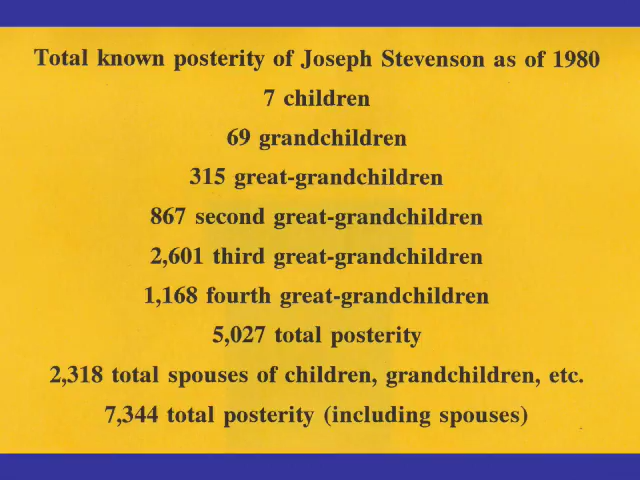 Total known posterity of Joseph Stevenson as of 1980
7 children
69 grandchildren
315 great-grandchildren
867 second great-grandchildren
2,601 third great-grandchildren
1,168 fourth great-grandchildren
5,027 total posterity
2,318 total spouses of children, grandchildren, etc.
7,344 total posterity (including spouses)